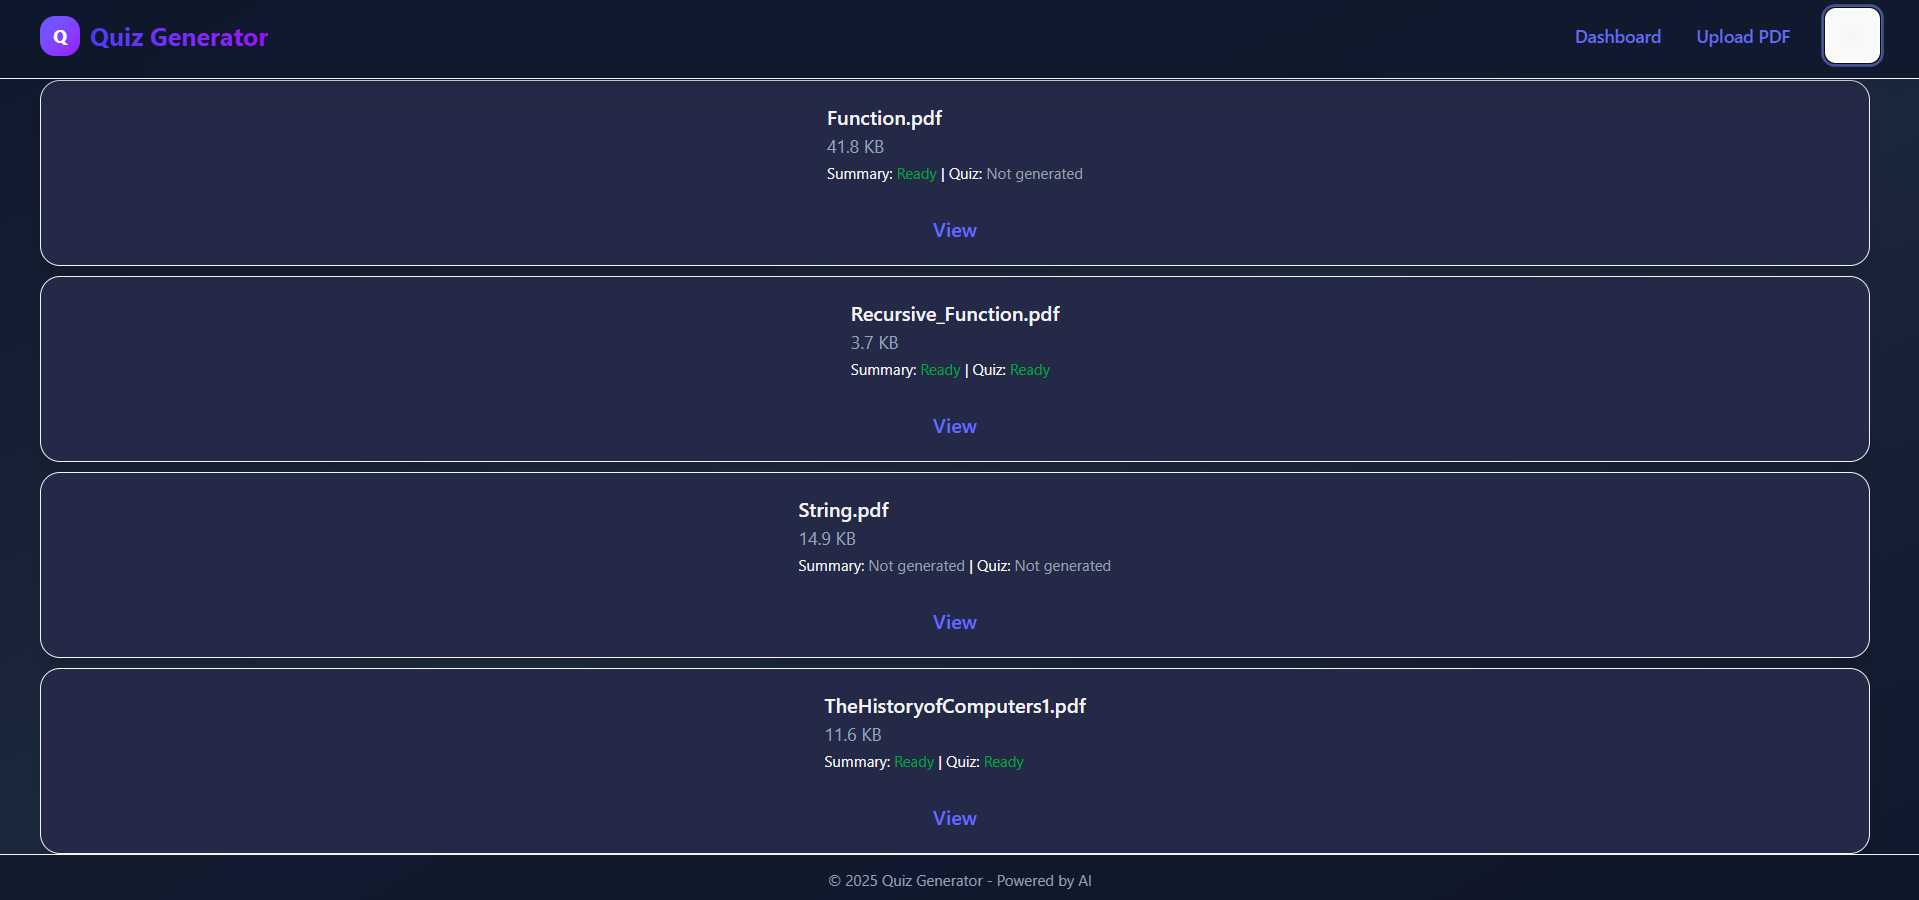 Q Quiz Generator Dashboard Upload PDF
Function.pdf
41.8 KB
Summary: Ready | Quiz: Not generated
View
Recursive_Function.pdf
3.7 KB
Summary: Ready | Quiz: Ready
View
String.pdf
14.9 KB
Summary: Not generated | Quiz: Not generated
View
TheHistoryofComputers1.pdf
11.6 KB
Summary: Ready | Quiz: Ready
View
© 2025 Quiz Generator - Powered by AI